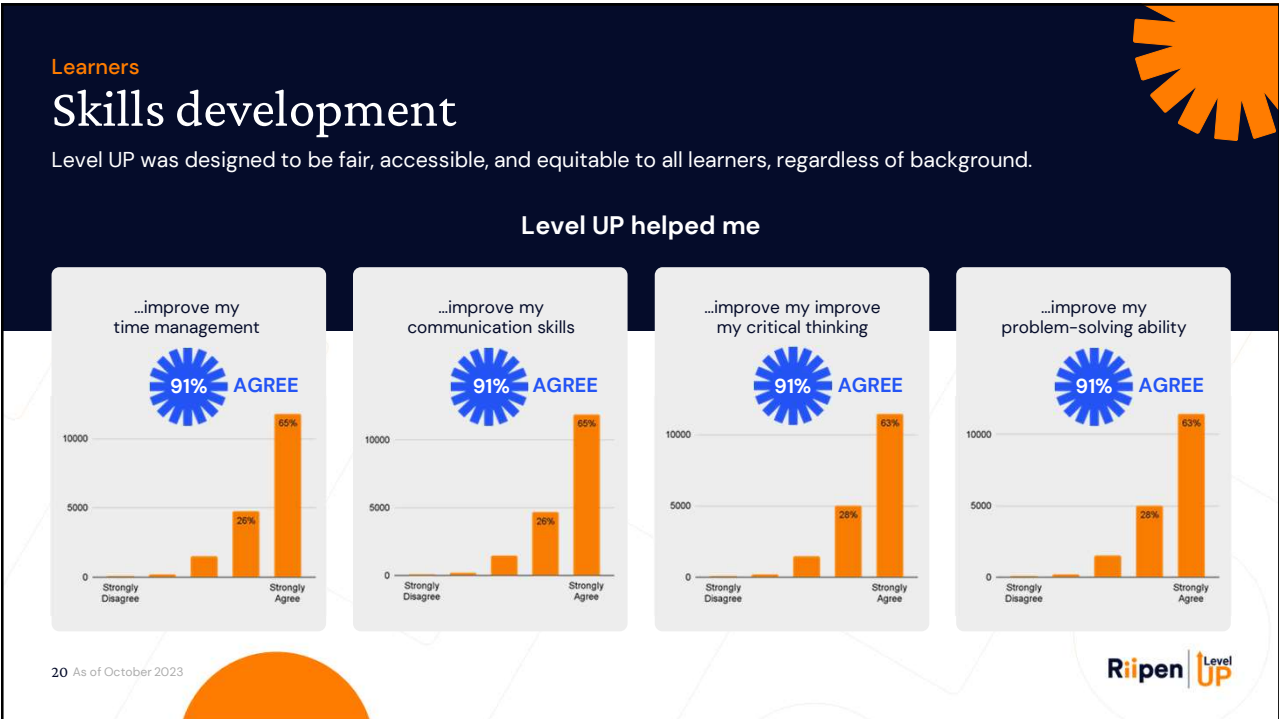 Learners
Skills development
Level UP was designed to be fair, accessible, and equitable to all learners, regardless of background.
Level UP helped me
...improve my
time management
91% AGREE
65%
10000
5000
26%
0
Strongly
Disagree
Strongly
Agree
...improve my
communication skills
91% AGREE
65%
10000
5000
26%
0
Strongly
Disagree
Strongly
Agree
...improve my improve
my critical thinking
91% AGREE
63%
10000
5000
28%
0
Strongly
Disagree
Strongly
Agree
...improve my
problem-solving ability
91% AGREE
63%
10000
5000
28%
0
Strongly
Disagree
Strongly
Agree
20 As of October 2023
Riipen
Level
UP